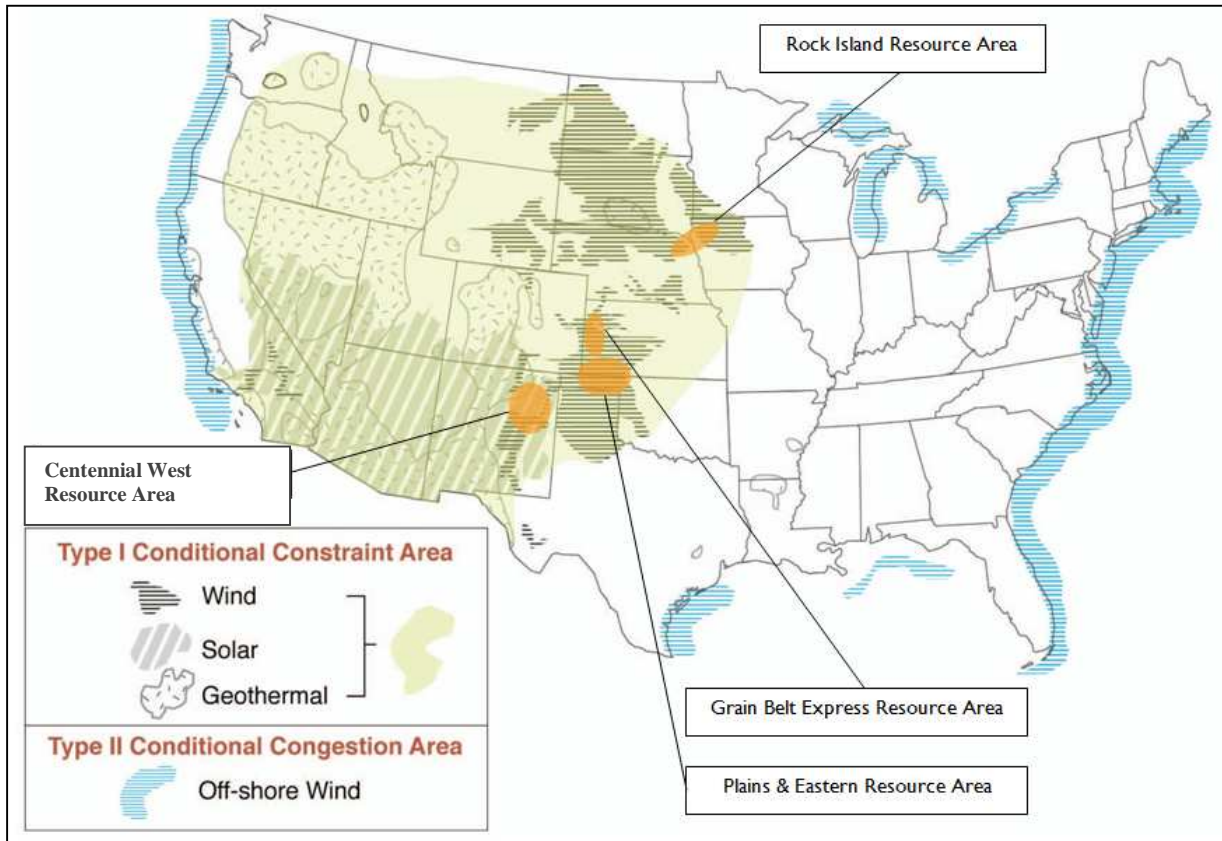 Rock Island Resource Area
Centennial West
Resource Area
Type I Conditional Constraint Area
Wind
Solar
Geothermal
Type II Conditional Congestion Area
Off-shore Wind
Grain Belt Express Resource Area
Plains & Eastern Resource Area